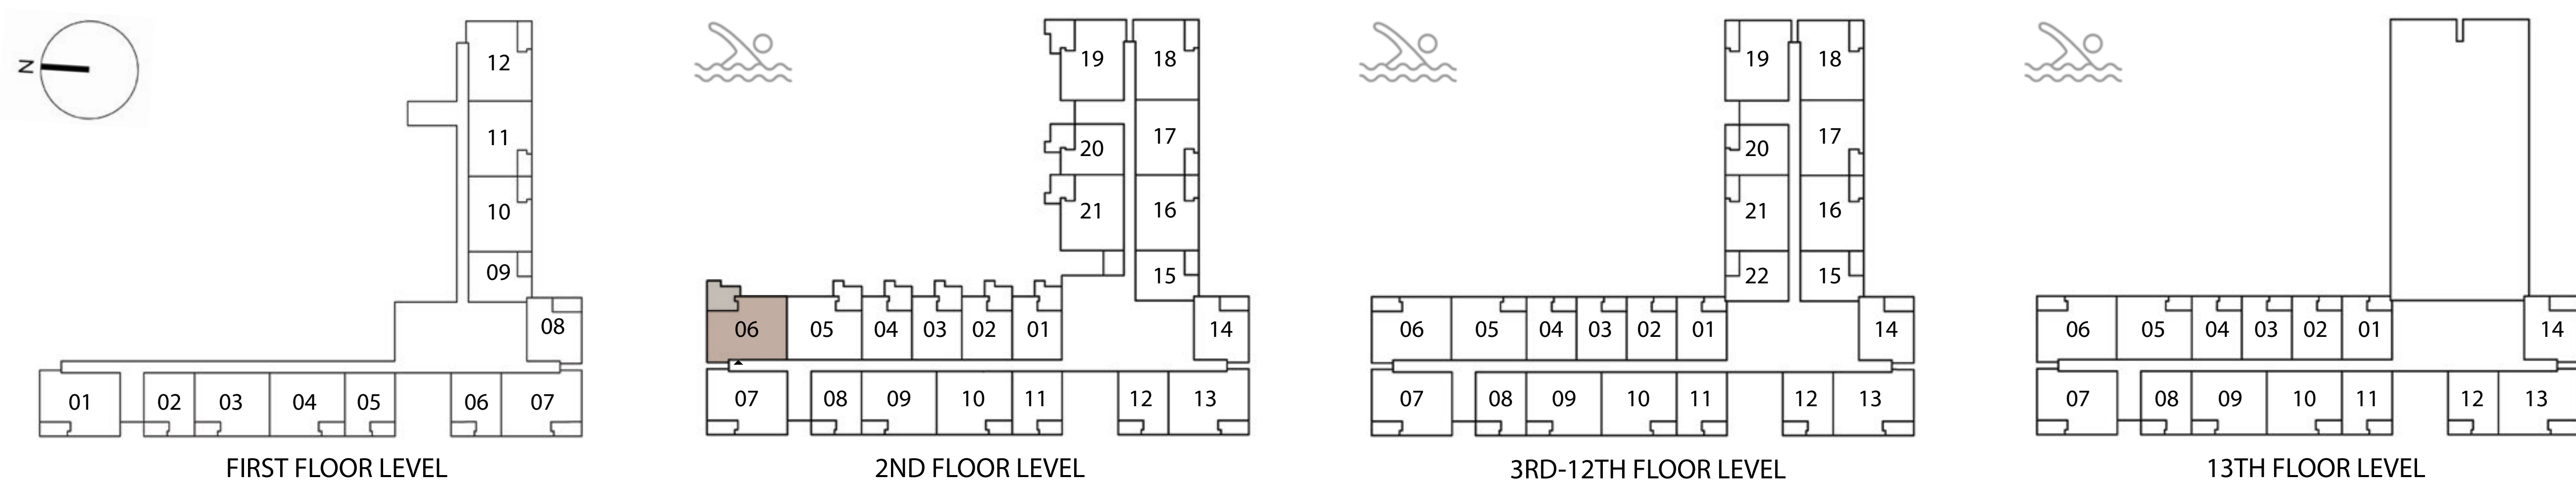 N
12
11
10
09
08
01 02 03 04 05 06 07
FIRST FLOOR LEVEL
19 18
20 17
21 16
15
06 05 04 03 02 01 14
07 08 09 10 11 12 13
2ND FLOOR LEVEL
19 18
20 17
21 16
22 15
06 05 04 03 02 01 14
07 08 09 10 11 12 13
3RD-12TH FLOOR LEVEL
06 05 04 03 02 01 14
07 08 09 10 11 12 13
13TH FLOOR LEVEL